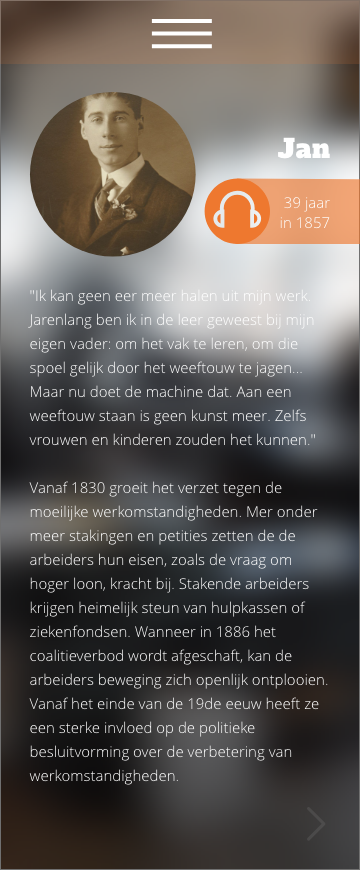 Jan
39 jaar
in 1857
"Ik kan geen eer meer halen uit mijn werk.
Jarenlang ben ik in de leer geweest bij mijn
eigen vader: om het vak te leren, om die
spoel gelijk door het weeftouw te jagen...
Maar nu doet de machine dat. Aan een
weeftouw staan is geen kunst meer. Zelfs
vrouwen en kinderen zouden het kunnen."
Vanaf 1830 groeit het verzet tegen de
moeilijke werkomstandigheden. Mer onder
meer stakingen en petities zetten de de
arbeiders hun eisen, zoals de vraag om
hoger loon, kracht bij. Stakende arbeiders
krijgen heimelijk steun van hulpkassen of
ziekenfondsen. Wanneer in 1886 het
coalitieverbod wordt afgeschaft, kan de
arbeiders beweging zich openlijk ontplooien.
Vanaf het einde van de 19de eeuw heeft ze
een sterke invloed op de politieke
besluitvorming over de verbetering van
werkomstandigheden.